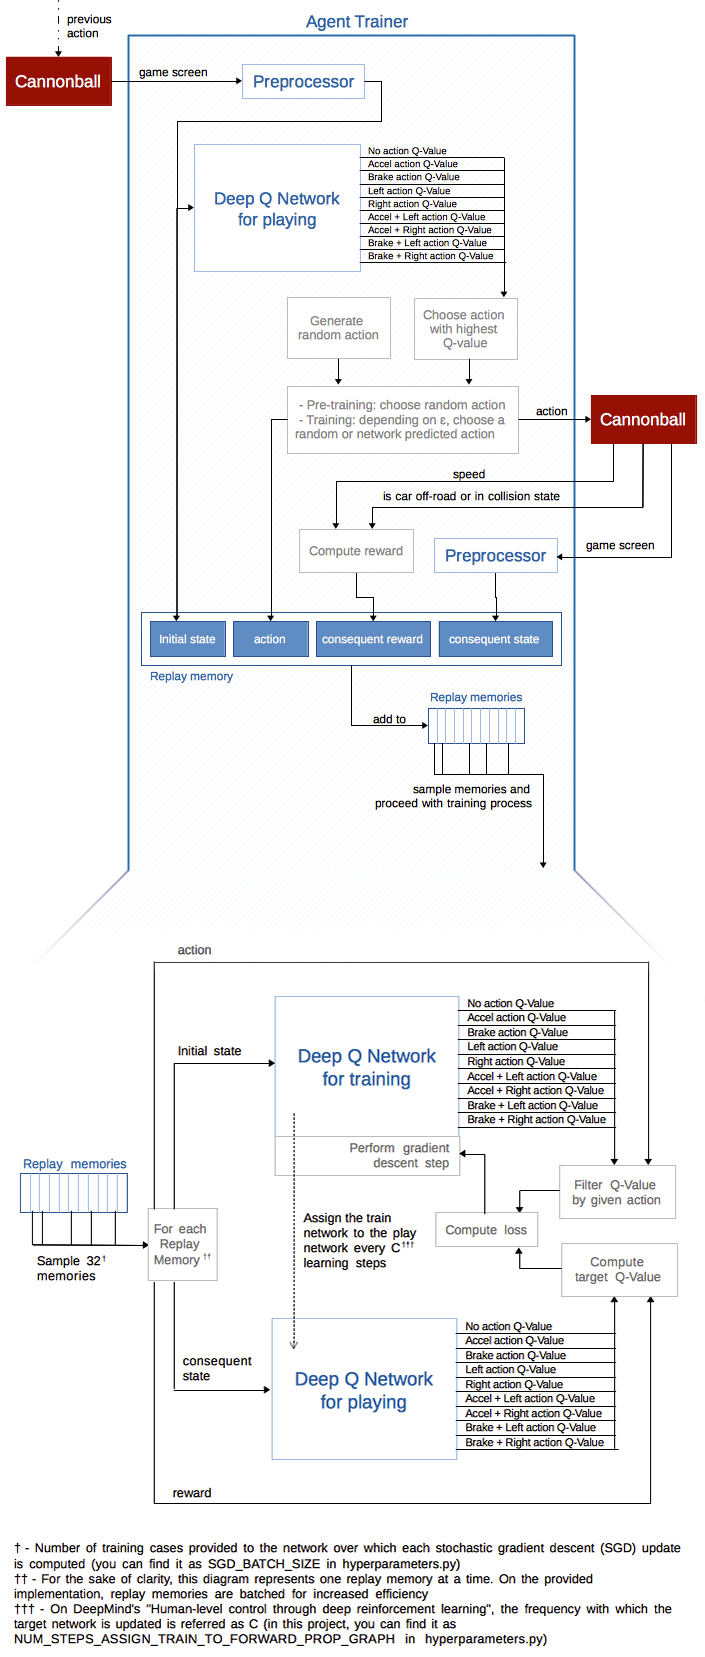 previous
action
Agent Trainer
Cannonball
game screen
Preprocessor
Deep Q Network
for playing
No action Q-Value
Accel action Q-Value
Brake action Q-Value
Left action Q-Value
Right action Q-Value
Accel + Left action Q-Value
Accel + Right action Q-Value
Brake + Left action Q-Value
Brake + Right action Q-Value
Generate
random action
Choose action
with highest
Q-value
- Pre-training: choose random action
- Training: depending on ε, choose a
random or network predicted action
action
Cannonball
speed
is car off-road or in collision state
Compute reward
Preprocessor
game screen
Initial state
action
consequent reward
consequent state
Replay memory
Replay memories
add to
sample memories and
proceed with training process
action
Initial state
Deep Q Network
for training
No action Q-Value
Accel action Q-Value
Brake action Q-Value
Left action Q-Value
Right action Q-Value
Accel + Left action Q-Value
Accel + Right action Q-Value
Brake + Left action Q-Value
Brake + Right action Q-Value
Perform gradient
descent step
Replay memories
Sample 32†
memories
For each
Replay
Memory ††
Assign the train
network to the play
network every C†††
learning steps
Compute loss
Filter Q-Value
by given action
Compute
target Q-Value
consequent
state
Deep Q Network
for playing
No action Q-Value
Accel action Q-Value
Brake action Q-Value
Left action Q-Value
Right action Q-Value
Accel + Left action Q-Value
Accel + Right action Q-Value
Brake + Left action Q-Value
Brake + Right action Q-Value
reward
† - Number of training cases provided to the network over which each stochastic gradient descent (SGD) update
is computed (you can find it as SGD_BATCH_SIZE in hyperparameters.py)
†† - For the sake of clarity, this diagram represents one replay memory at a time. On the provided
implementation, replay memories are batched for increased efficiency
††† - On DeepMind's "Human-level control through deep reinforcement learning", the frequency with which the
target network is updated is referred as C (in this project, you can find it as
NUM_STEPS_ASSIGN_TRAIN_TO_FORWARD_PROP_GRAPH in hyperparameters.py)